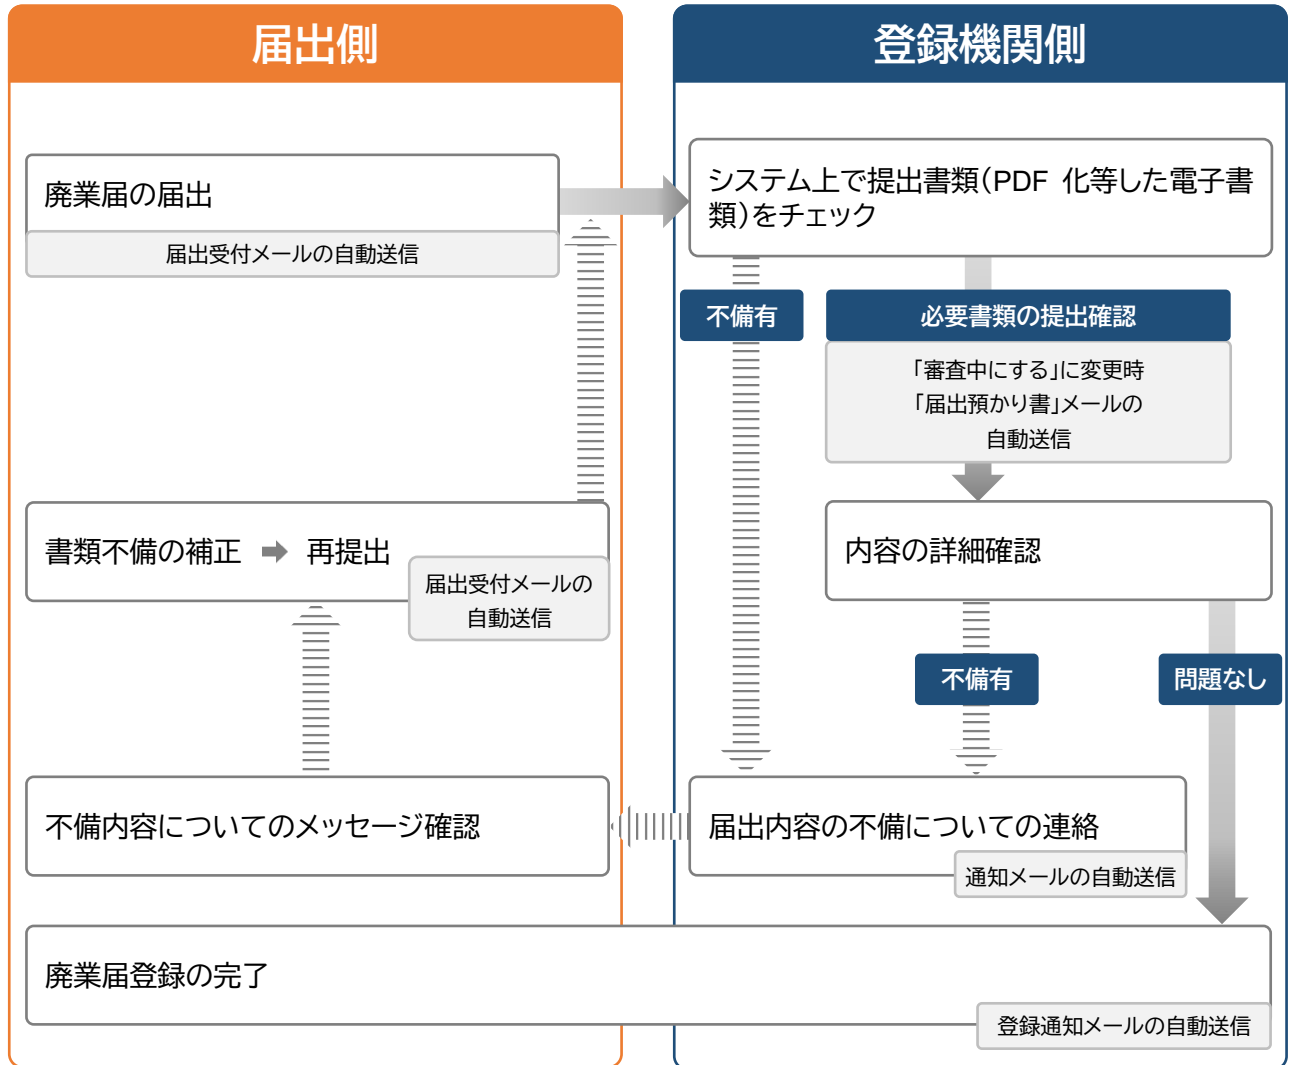 届出側
登録機関側
廃業届の届出
届出受付メールの自動送信
システム上で提出書類(PDF 化等した電子書
類)をチェック
不備有
必要書類の提出確認
「審査中にする」に変更時
「届出預かり書」メールの
自動送信
書類不備の補正 ➡ 再提出
届出受付メールの
自動送信
内容の詳細確認
不備有
問題なし
不備内容についてのメッセージ確認
届出内容の不備についての連絡
通知メールの自動送信
廃業届登録の完了
登録通知メールの自動送信